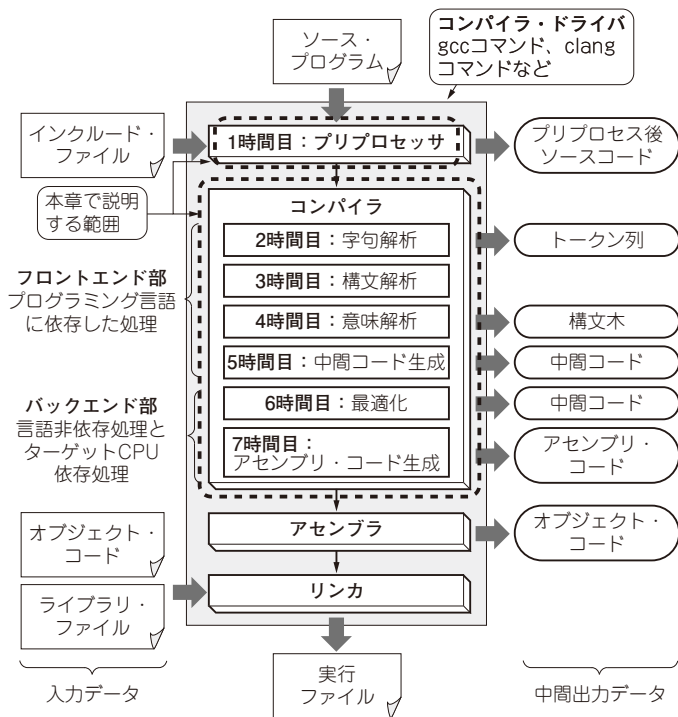 ソース・
プログラム
コンパイラ・ドライバ
gccコマンド、clang
コマンドなど
インクルード・
ファイル
1時間目：プリプロセッサ
プリプロセス後
ソースコード
本章で説明
する範囲
コンパイラ
2時間目：字句解析
トークン列
3時間目：構文解析
フロントエンド部
プログラミング言語
に依存した処理
4時間目：意味解析
構文木
5時間目：中間コード生成
中間コード
6時間目：最適化
中間コード
バックエンド部
言語非依存処理と
ターゲットCPU
依存処理
7時間目：
アセンブリ・コード生成
アセンブリ・
コード
アセンブラ
オブジェクト・
コード
オブジェクト・
コード
リンカ
ライブラリ・
ファイル
入力データ
実行
ファイル
中間出力データ